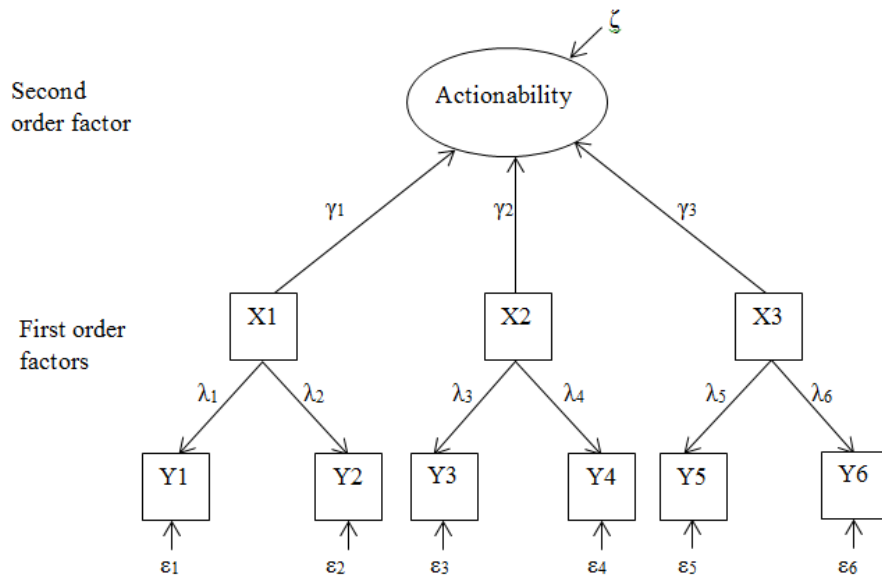 ζ
Second
order factor
Actionability
γ1
γ2
γ3
First order
factors
X1
X2
X3
λ1
λ2
λ3
λ4
λ5
λ6
Y1
Y2
Y3
Y4
Y5
Y6
ε1
ε2
ε3
ε4
ε5
ε6